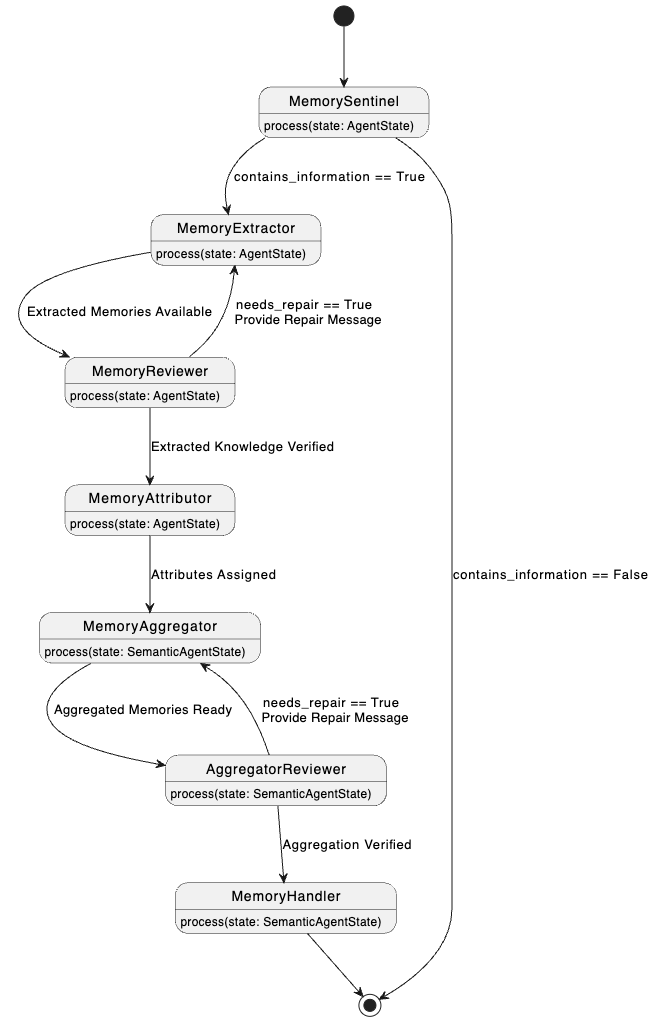 MemorySentinel
process(state: AgentState)
contains_information == True
MemoryExtractor
process(state: AgentState)
Extracted Memories Available
needs_repair == True
Provide Repair Message
MemoryReviewer
process(state: AgentState)
Extracted Knowledge Verified
MemoryAttributor
process(state: AgentState)
Attributes Assigned
contains_information == False
MemoryAggregator
process(state: SemanticAgentState)
Aggregated Memories Ready
needs_repair == True
Provide Repair Message
AggregatorReviewer
process(state: SemanticAgentState)
Aggregation Verified
MemoryHandler
process(state: SemanticAgentState)